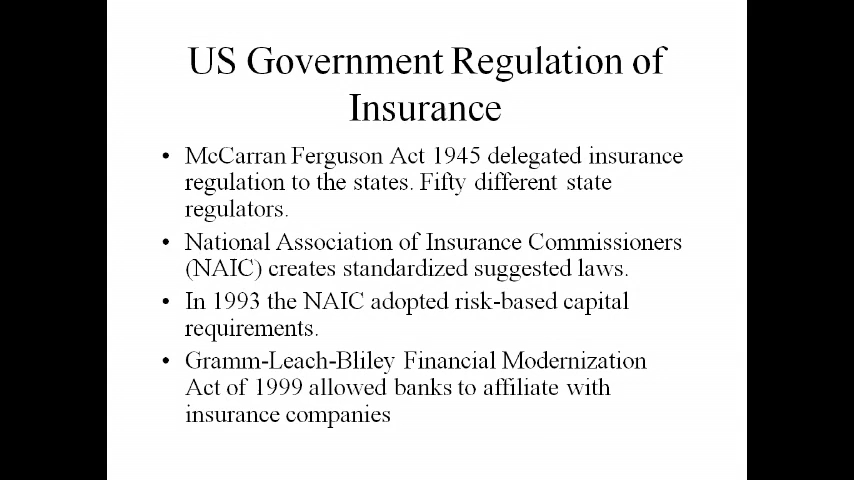 US Government Regulation of
Insurance
• McCarran Ferguson Act 1945 delegated insurance
regulation to the states. Fifty different state
regulators.
• National Association of Insurance Commissioners
(NAIC) creates standardized suggested laws.
• In 1993 the NAIC adopted risk-based capital
requirements.
• Gramm-Leach-Bliley Financial Modernization
Act of 1999 allowed banks to affiliate with
insurance companies